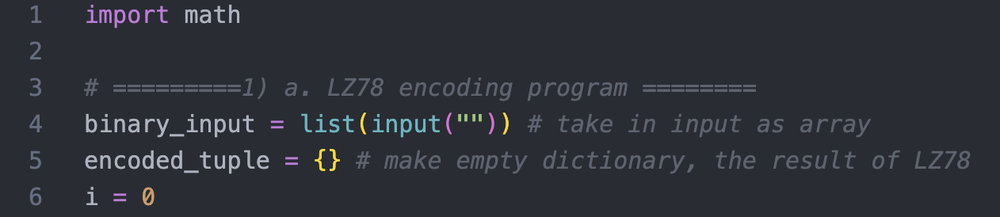 1 import math
2
3 # =========1) a. LZ78 encoding program ========
4 binary_input = list(input("")) # take in input as array
5 encoded_tuple = {} # make empty dictionary, the result of LZ78
6 i = 0